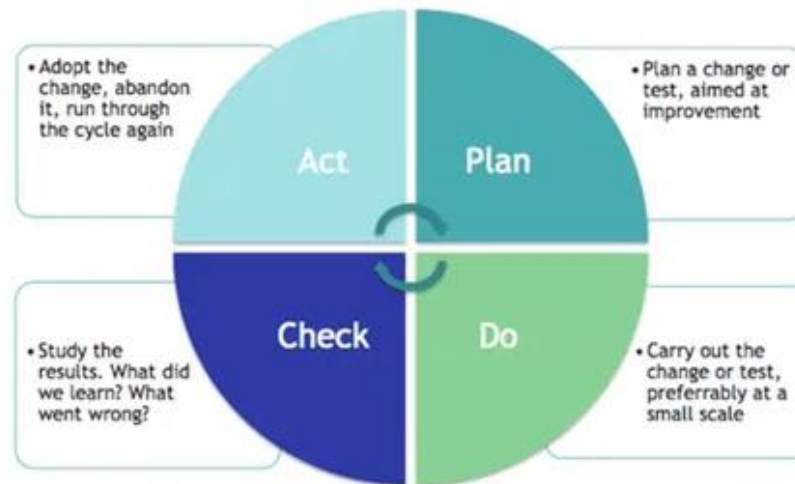 • Adopt the
change, abandon
it, run through
the cycle again
Act
Plan
• Plan a change or
test, aimed at
improvement
• Study the
results. What did
we learn? What
went wrong?
Check
Do
• Carry out the
change or test,
preferrably at a
small scale